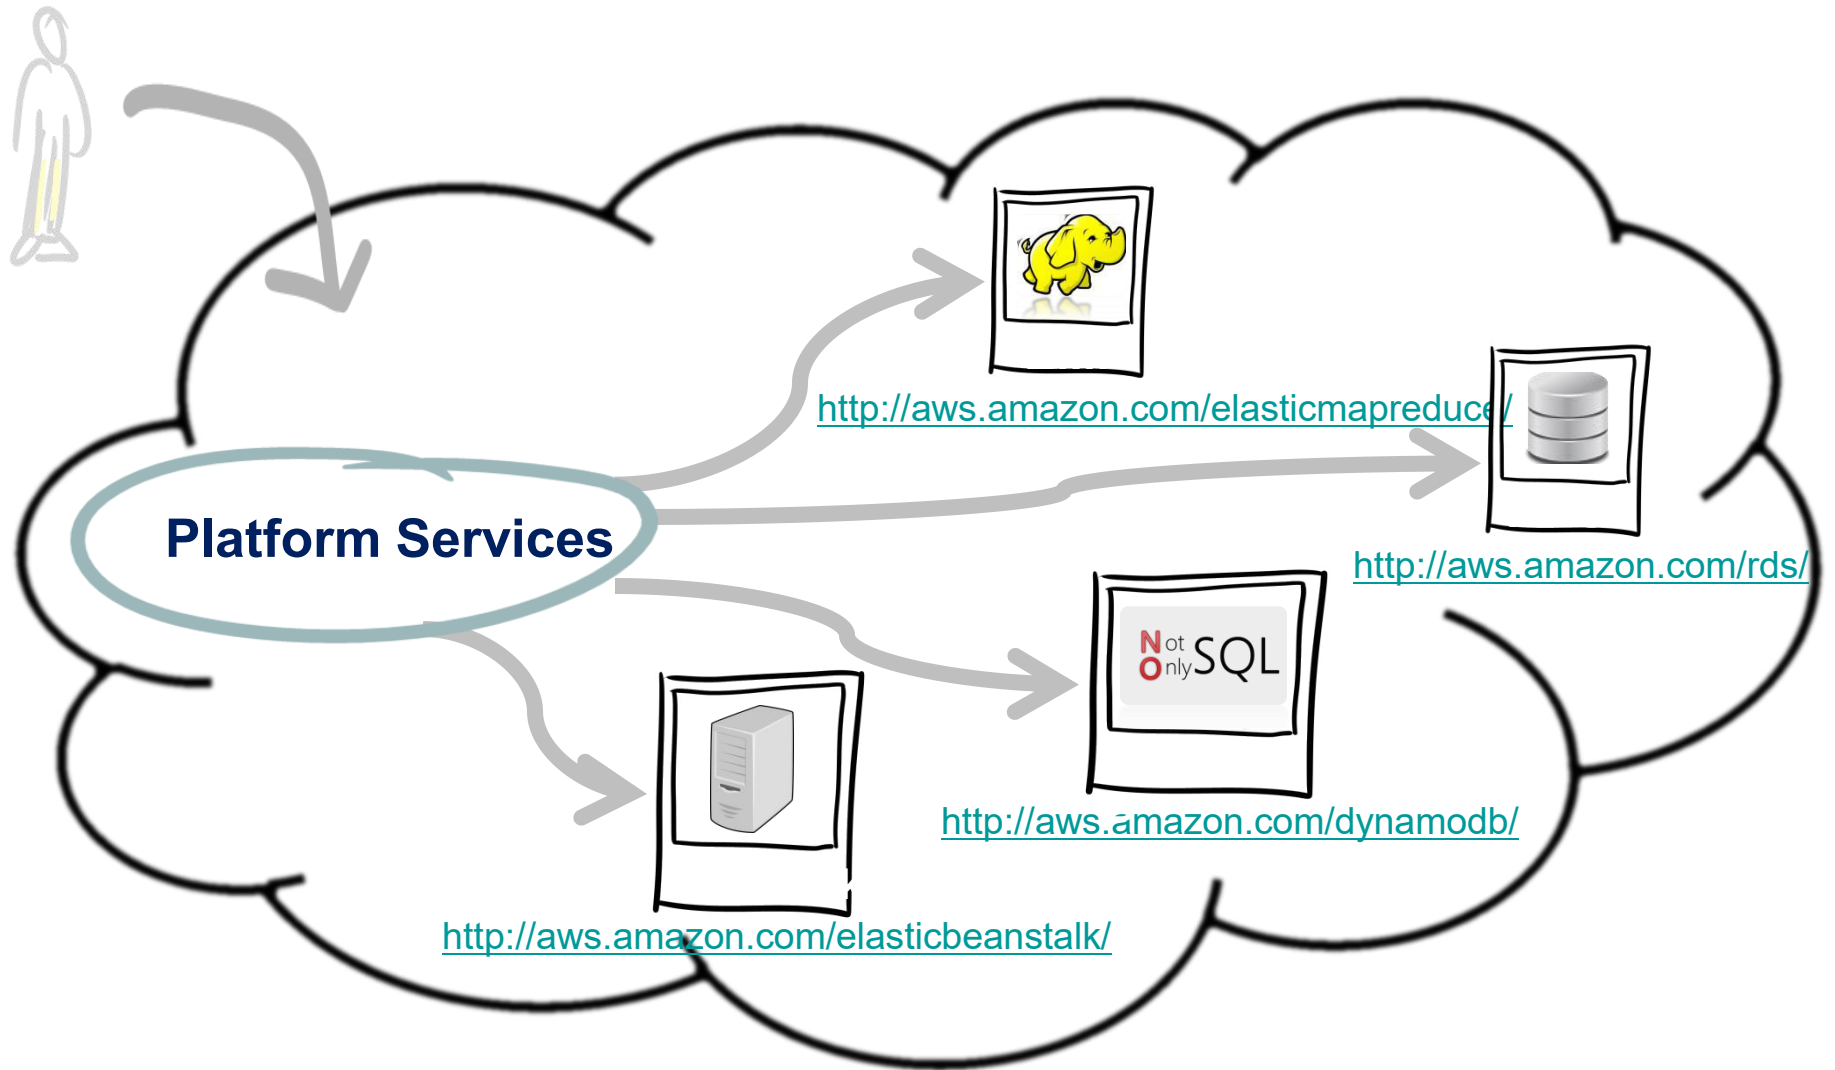 http://aws.amazon.com/elasticmapreduce/
Platform Services
http://aws.amazon.com/rds/
Not
Only SQL
http://aws.amazon.com/dynamodb/
http://aws.amazon.com/elasticbeanstalk/